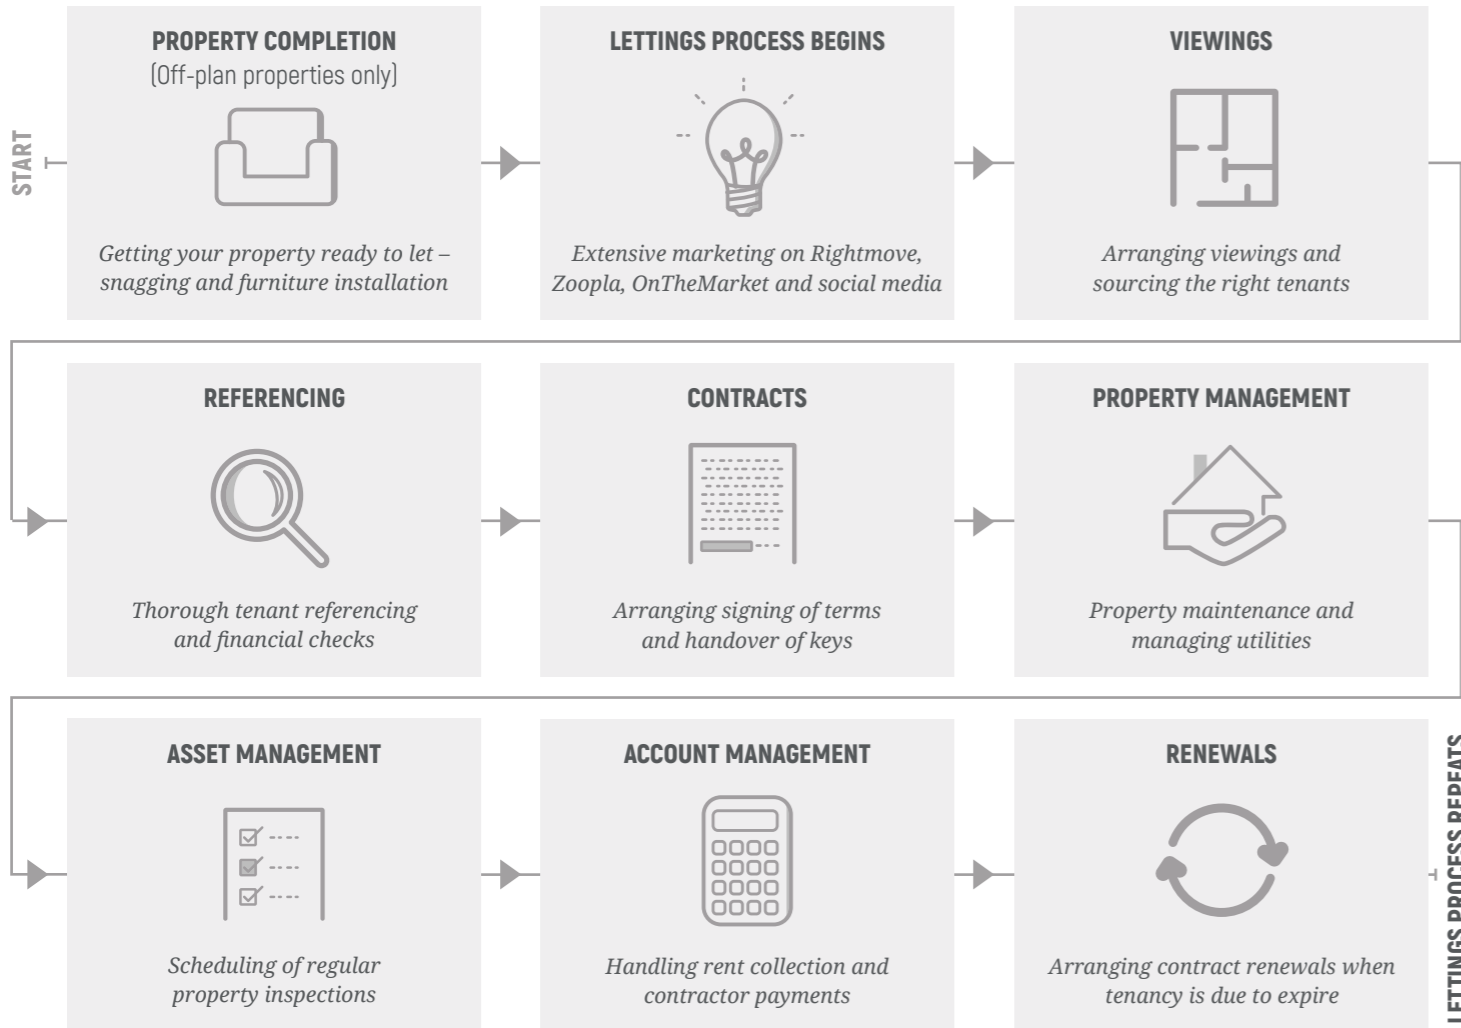 START
PROPERTY COMPLETION
(Off-plan properties only)
Getting your property ready to let –
snagging and furniture installation
LETTINGS PROCESS BEGINS
Extensive marketing on Rightmove,
Zoopla, OnTheMarket and social media
VIEWINGS
Arranging viewings and
sourcing the right tenants
REFERENCING
Thorough tenant referencing
and financial checks
CONTRACTS
Arranging signing of terms
and handover of keys
PROPERTY MANAGEMENT
Property maintenance and
managing utilities
ASSET MANAGEMENT
Scheduling of regular
property inspections
ACCOUNT MANAGEMENT
Handling rent collection and
contractor payments
RENEWALS
Arranging contract renewals when
tenancy is due to expire
LETTINGS PROCESS REPEATS